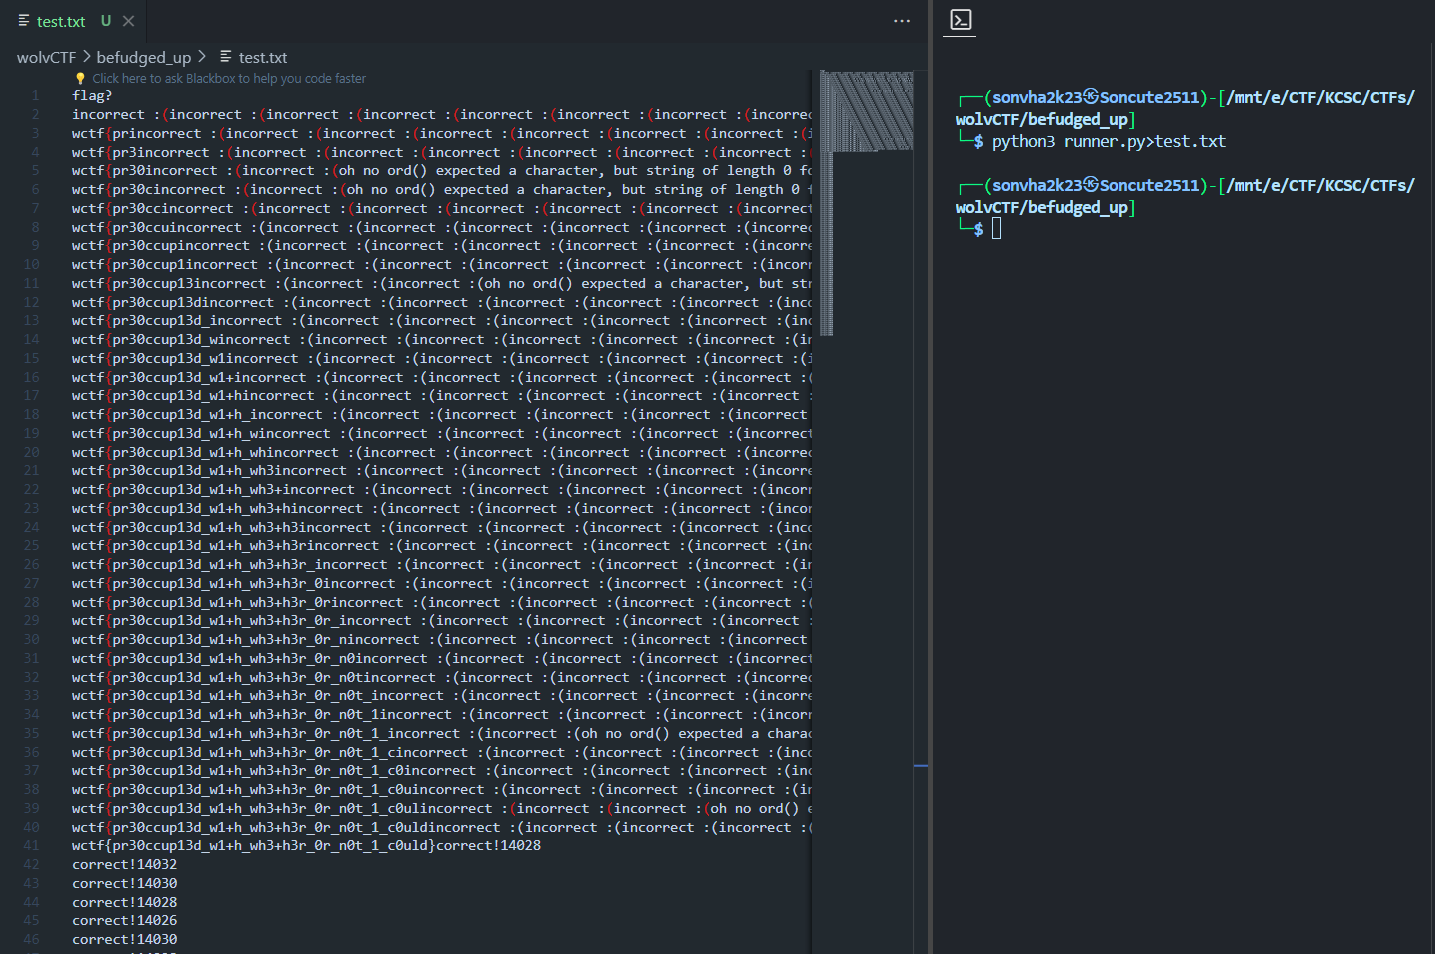 test.txt U
wolvCTF > befudged_up > test.txt
Click here to ask Blackbox to help you code faster
1 flag?
2 incorrect :(incorrect :(incorrect :(incorrect :(incorrect :(incorrect :(incorrect :(incorrec
3 wctf{princorrect :(incorrect :(incorrect :(incorrect :(incorrect :(incorrect :(incorrect :(i
4 wctf{pr3incorrect :(incorrect :(incorrect :(incorrect :(incorrect :(incorrect :(incorrect :(
5 wctf{pr30incorrect :(incorrect :(oh no ord() expected a character, but string of length 0 fo
6 wctf{pr30cincorrect :(incorrect :(oh no ord() expected a character, but string of length 0 f
7 wctf{pr30ccincorrect :(incorrect :(incorrect :(incorrect :(incorrect :(incorrect :(incorrect
8 wctf{pr30ccuincorrect :(incorrect :(incorrect :(incorrect :(incorrect :(incorrect :(incorrec
9 wctf{pr30ccupincorrect :(incorrect :(incorrect :(incorrect :(incorrect :(incorrect :(incorre
10 wctf{pr30ccup1incorrect :(incorrect :(incorrect :(incorrect :(incorrect :(incorrect :(incorr
11 wctf{pr30ccup13incorrect :(incorrect :(incorrect :(oh no ord() expected a character, but str
12 wctf{pr30ccup13dincorrect :(incorrect :(incorrect :(incorrect :(incorrect :(incorrect :(inco
13 wctf{pr30ccup13d_incorrect :(incorrect :(incorrect :(incorrect :(incorrect :(incorrect :(inc
14 wctf{pr30ccup13d_wincorrect :(incorrect :(incorrect :(incorrect :(incorrect :(incorrect :(in
15 wctf{pr30ccup13d_w1incorrect :(incorrect :(incorrect :(incorrect :(incorrect :(incorrect :(i
16 wctf{pr30ccup13d_w1+incorrect :(incorrect :(incorrect :(incorrect :(incorrect :(incorrect :(
17 wctf{pr30ccup13d_w1+hincorrect :(incorrect :(incorrect :(incorrect :(incorrect :(incorrect :
18 wctf{pr30ccup13d_w1+h_incorrect :(incorrect :(incorrect :(incorrect :(incorrect :(incorrect
19 wctf{pr30ccup13d_w1+h_wincorrect :(incorrect :(incorrect :(incorrect :(incorrect :(incorrect
20 wctf{pr30ccup13d_w1+h_whincorrect :(incorrect :(incorrect :(incorrect :(incorrect :(incorrec
21 wctf{pr30ccup13d_w1+h_wh3incorrect :(incorrect :(incorrect :(incorrect :(incorrect :(incorre
22 wctf{pr30ccup13d_w1+h_wh3+incorrect :(incorrect :(incorrect :(incorrect :(incorrect :(incorr
23 wctf{pr30ccup13d_w1+h_wh3+hincorrect :(incorrect :(incorrect :(incorrect :(incorrect :(incor
24 wctf{pr30ccup13d_w1+h_wh3+h3incorrect :(incorrect :(incorrect :(incorrect :(incorrect :(inco
25 wctf{pr30ccup13d_w1+h_wh3+h3rincorrect :(incorrect :(incorrect :(incorrect :(incorrect :(inc
26 wctf{pr30ccup13d_w1+h_wh3+h3r_incorrect :(incorrect :(incorrect :(incorrect :(incorrect :(in
27 wctf{pr30ccup13d_w1+h_wh3+h3r_0incorrect :(incorrect :(incorrect :(incorrect :(incorrect :(i
28 wctf{pr30ccup13d_w1+h_wh3+h3r_0rincorrect :(incorrect :(incorrect :(incorrect :(incorrect :(
29 wctf{pr30ccup13d_w1+h_wh3+h3r_0r_incorrect :(incorrect :(incorrect :(incorrect :(incorrect :
30 wctf{pr30ccup13d_w1+h_wh3+h3r_0r_nincorrect :(incorrect :(incorrect :(incorrect :(incorrect
31 wctf{pr30ccup13d_w1+h_wh3+h3r_0r_n0incorrect :(incorrect :(incorrect :(incorrect :(incorrect
32 wctf{pr30ccup13d_w1+h_wh3+h3r_0r_n0tincorrect :(incorrect :(incorrect :(incorrect :(incorrec
33 wctf{pr30ccup13d_w1+h_wh3+h3r_0r_n0t_incorrect :(incorrect :(incorrect :(incorrect :(incorre
34 wctf{pr30ccup13d_w1+h_wh3+h3r_0r_n0t_1incorrect :(incorrect :(incorrect :(incorrect :(incorr
35 wctf{pr30ccup13d_w1+h_wh3+h3r_0r_n0t_1_incorrect :(incorrect :(oh no ord() expected a charac
36 wctf{pr30ccup13d_w1+h_wh3+h3r_0r_n0t_1_cincorrect :(incorrect :(incorrect :(incorrect :(inco
37 wctf{pr30ccup13d_w1+h_wh3+h3r_0r_n0t_1_c0incorrect :(incorrect :(incorrect :(incorrect :(inc
38 wctf{pr30ccup13d_w1+h_wh3+h3r_0r_n0t_1_c0uincorrect :(incorrect :(incorrect :(incorrect :(in
39 wctf{pr30ccup13d_w1+h_wh3+h3r_0r_n0t_1_c0ulincorrect :(incorrect :(incorrect :(oh no ord() e
40 wctf{pr30ccup13d_w1+h_wh3+h3r_0r_n0t_1_c0uldincorrect :(incorrect :(incorrect :(incorrect :(
41 wctf{pr30ccup13d_w1+h_wh3+h3r_0r_n0t_1_c0uld}correct!14028
42 correct!14032
43 correct!14030
44 correct!14028
45 correct!14026
46 correct!14030
┌──(sonvha2k23㉿Soncute2511)-[/mnt/e/CTF/KCSC/CTFs/
wolvCTF/befudged_up]
└─$ python3 runner.py>test.txt
┌──(sonvha2k23㉿Soncute2511)-[/mnt/e/CTF/KCSC/CTFs/
wolvCTF/befudged_up]
└─$